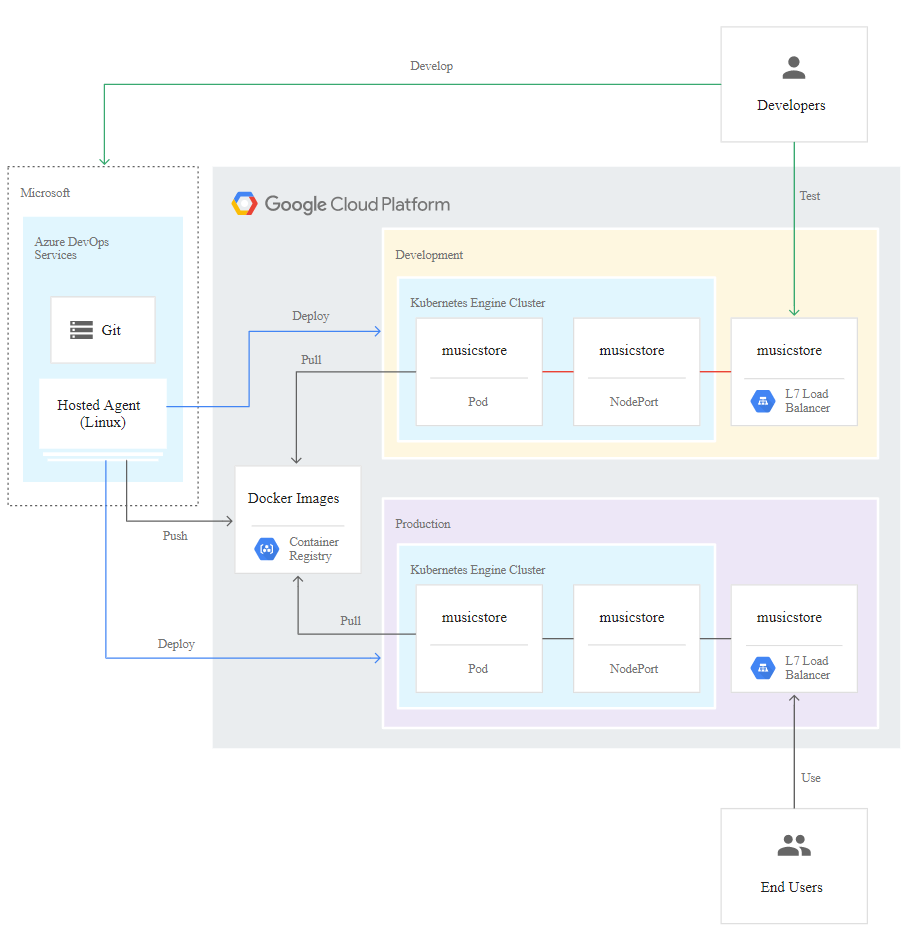 Develop
Developers
Test
Microsoft
Azure DevOps
Services
Git
Hosted Agent
(Linux)
Google Cloud Platform
Development
Kubernetes Engine Cluster
musicstore
Pod
musicstore
NodePort
musicstore
L7 Load
Balancer
Deploy
Pull
Docker Images
Container
Registry
Push
Production
Kubernetes Engine Cluster
musicstore
Pod
musicstore
NodePort
musicstore
L7 Load
Balancer
Pull
Deploy
Use
End Users